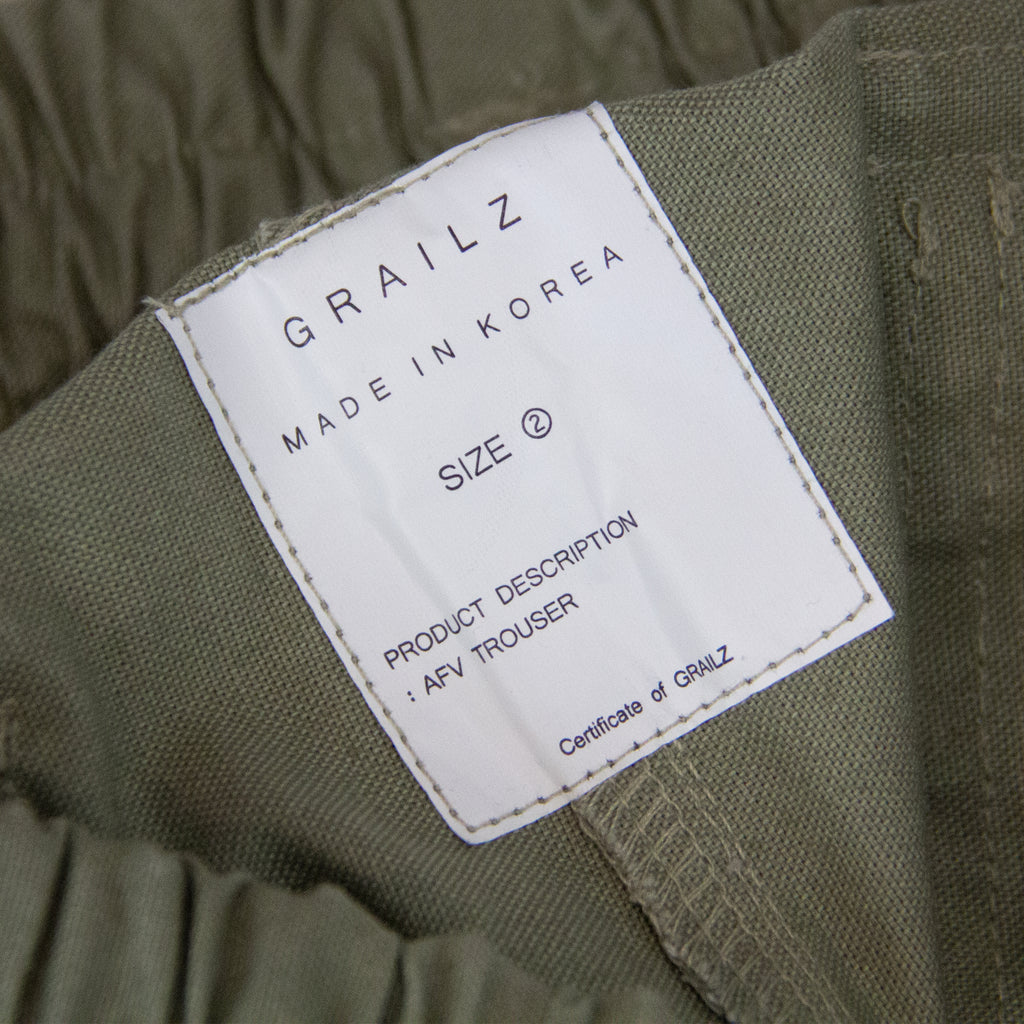 GRAILZ
MADE IN KOREA
SIZE ②
PRODUCT DESCRIPTION
: AFV TROUSER
Certificate of GRAILZ